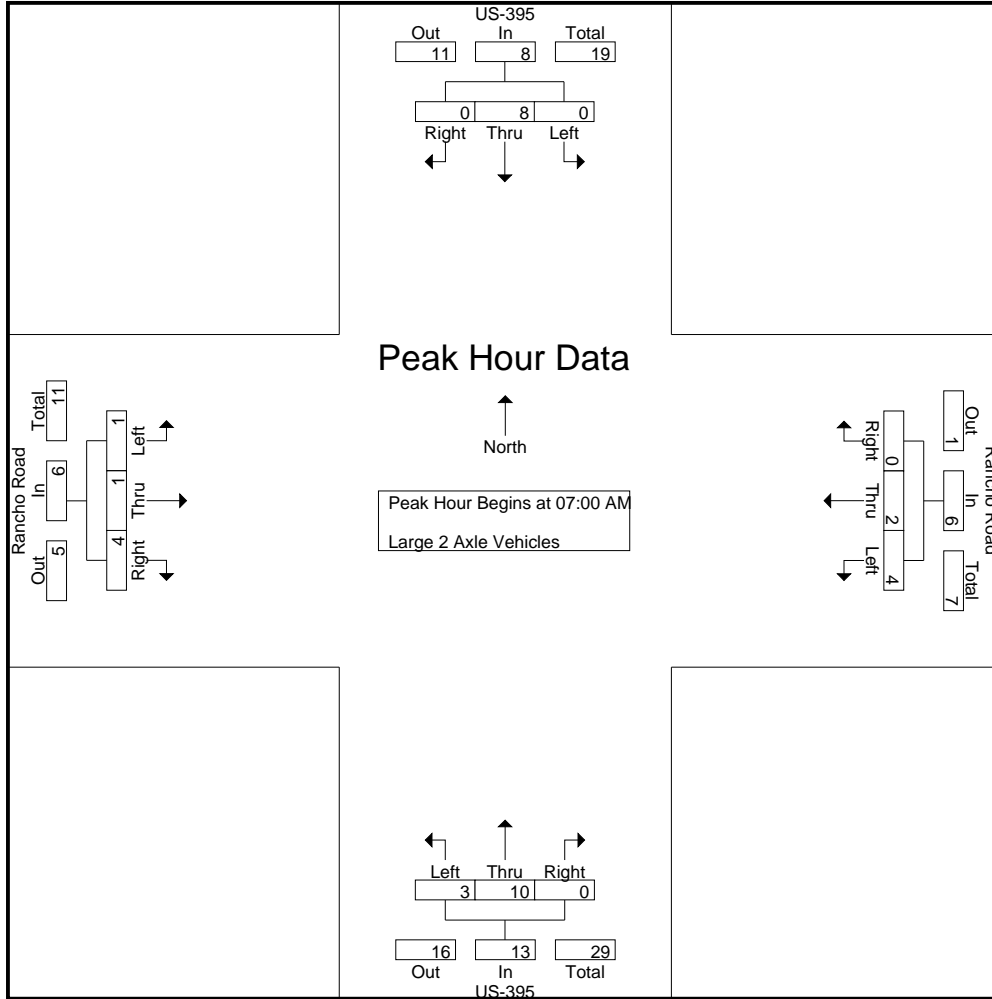 US-395
Out In Total
11 8 19
0 8 0
Right Thru Left
Peak Hour Data
North
Peak Hour Begins at 07:00 AM
Large 2 Axle Vehicles
Rancho Road
Total In Out
11 6 5
1 1 4
Left Thru Right
Rancho Road
Out In Total
1 6 7
0 2 4
Right Thru Left
Left Thru Right
3 10 0
16 13 29
Out In Total
US-395